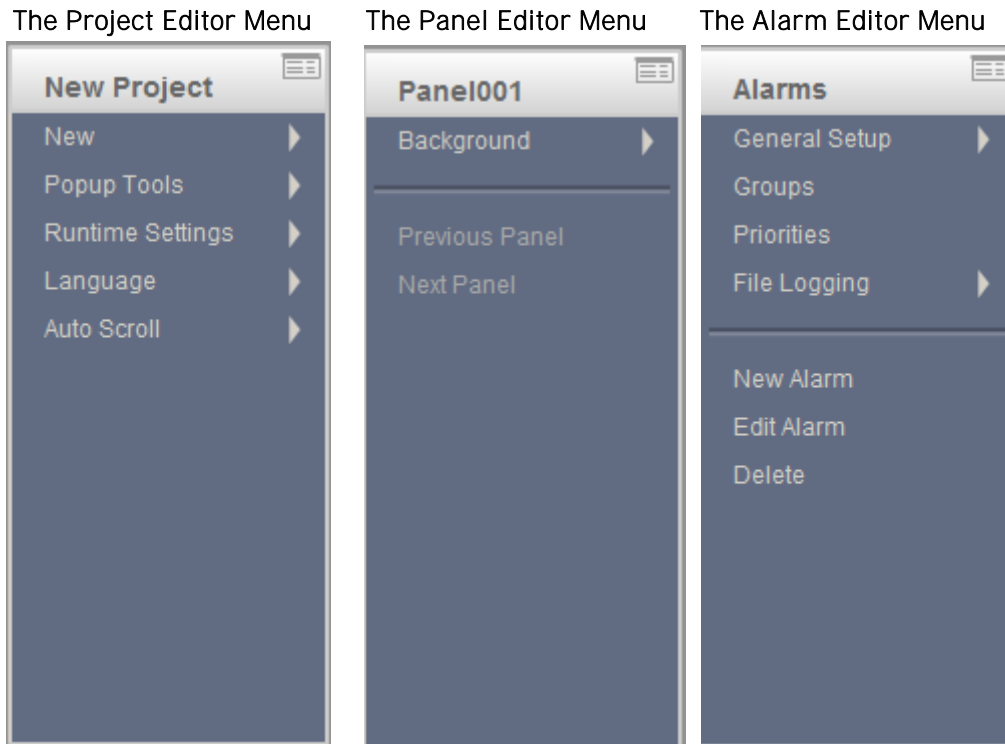 The Project Editor Menu
New Project
New
Popup Tools
Runtime Settings
Language
Auto Scroll
The Panel Editor Menu
Panel001
Background
Previous Panel
Next Panel
The Alarm Editor Menu
Alarms
General Setup
Groups
Priorities
File Logging
New Alarm
Edit Alarm
Delete